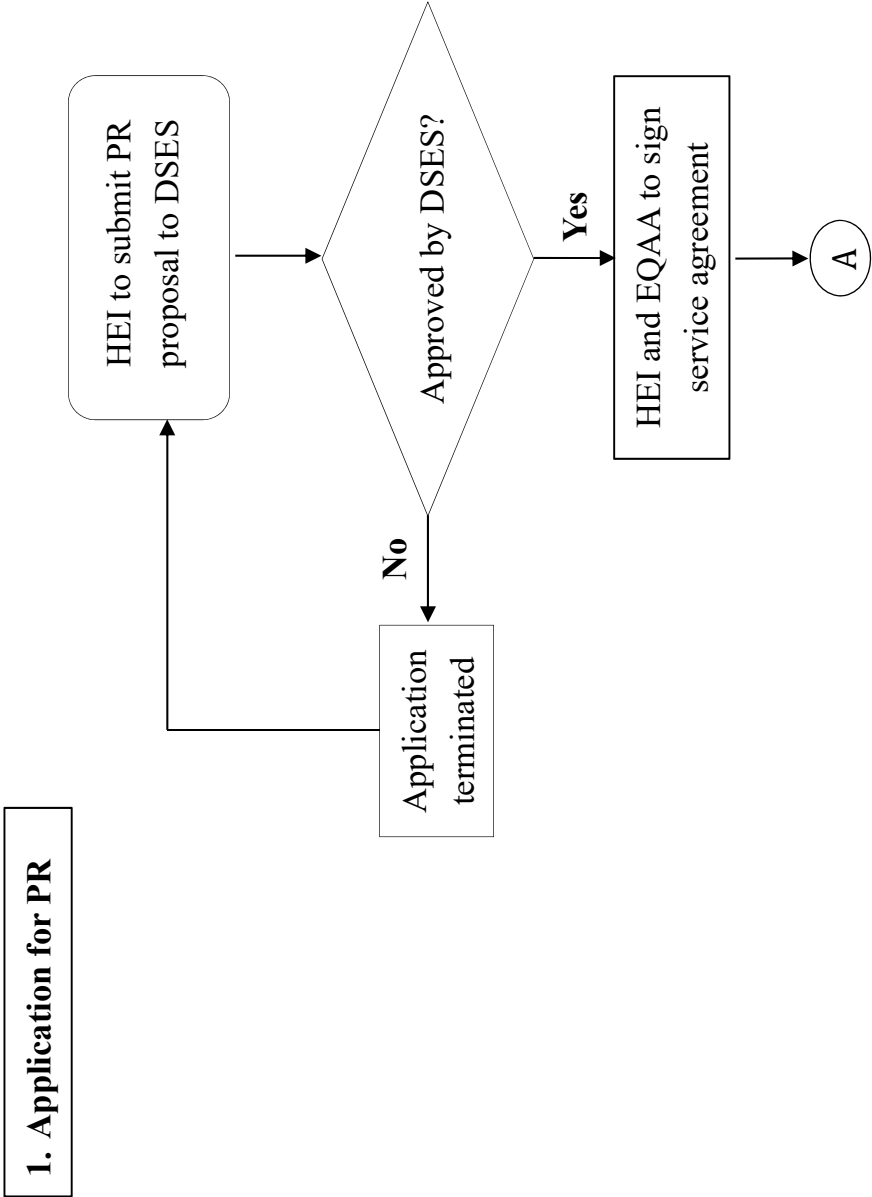 1. Application for PR
HEI to submit PR
proposal to DSES
Approved by DSES?
No
Yes
Application
terminated
HEI and EQAA to sign
service agreement
A